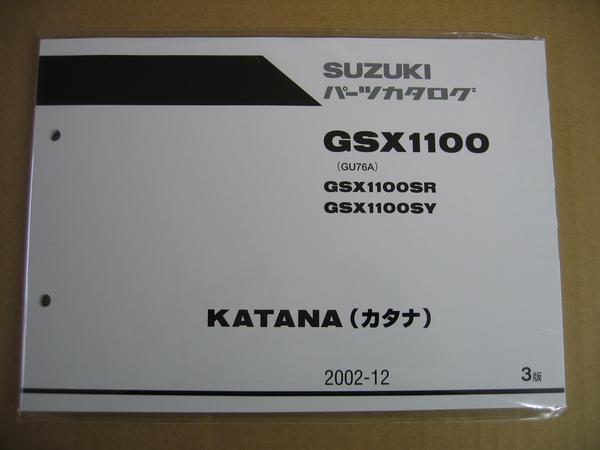 SUZUKI
パーツカタログ
GSX1100
(GU76A)
GSX1100SR
GSX1100SY
KATANA(カタナ)
2002-12
3版